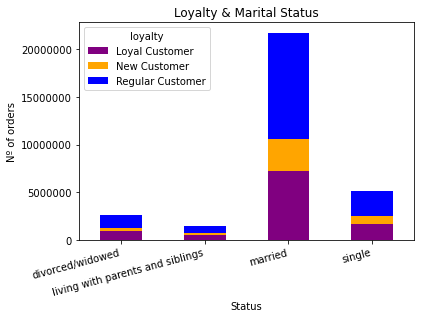 Loyalty & Marital Status
loyalty
Loyal Customer
New Customer
Regular Customer
20000000
15000000
10000000
5000000
0
Nº of orders
divorced/widowed
living with parents and siblings
married
single
Status